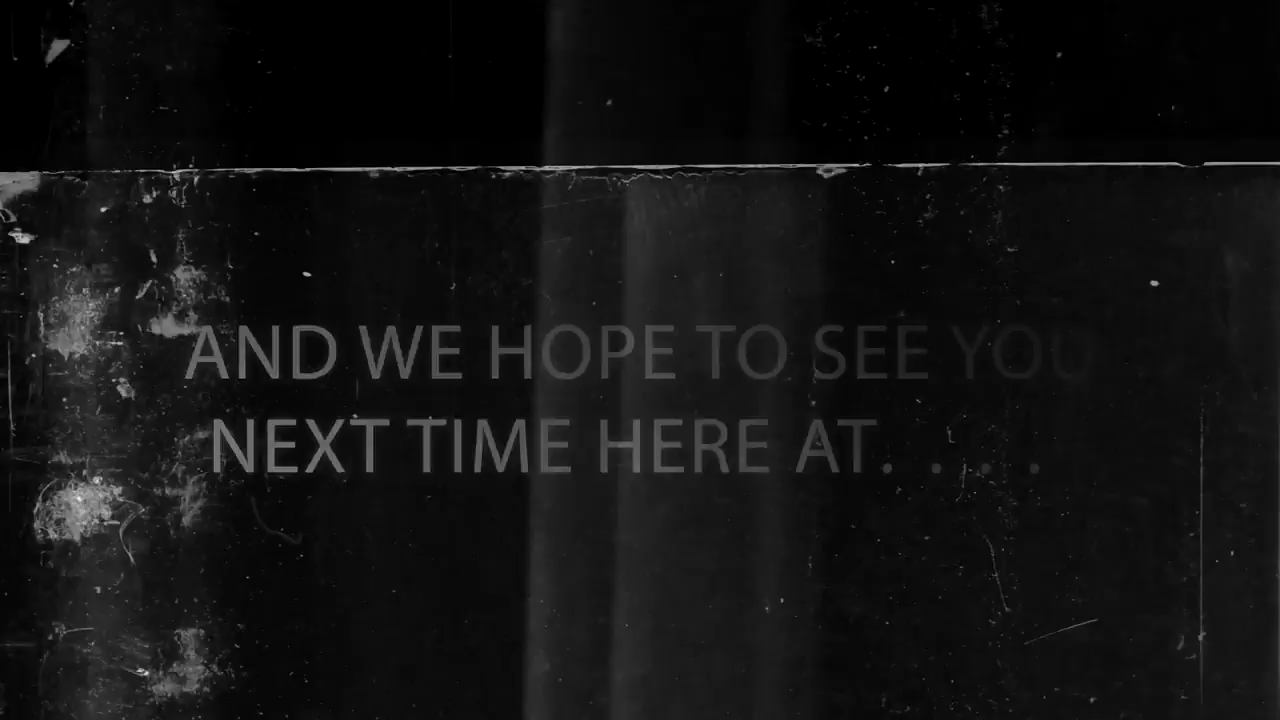 AND WE HOPE TO SEE YOU
NEXT TIME HERE AT. . . .